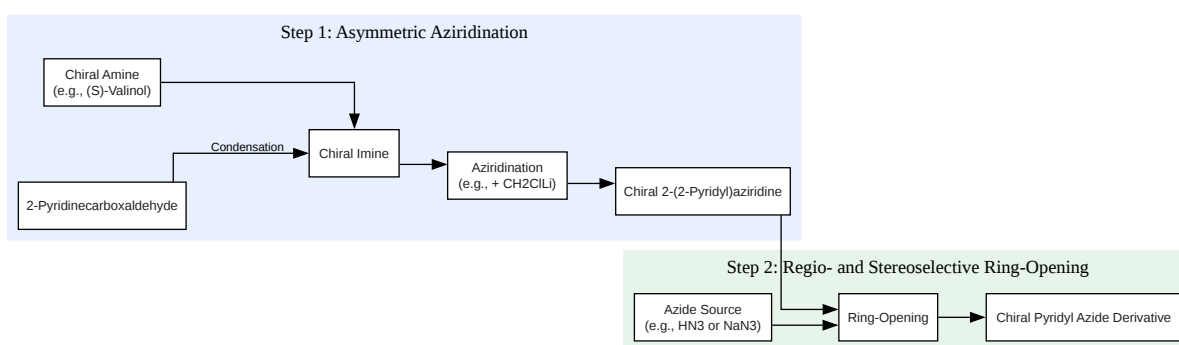 Step 1: Asymmetric Aziridination
Chiral Amine
(e.g., (S)-Valinol)
Condensation
Chiral Imine
Aziridination
(e.g., + CH2ClLi)
2-Pyridinecarboxaldehyde
Chiral 2-(2-Pyridyl)aziridine
Step 2: Regio- and Stereoselective Ring-Opening
Azide Source
(e.g., HN3 or NaN3)
Ring-Opening
Chiral Pyridyl Azide Derivative